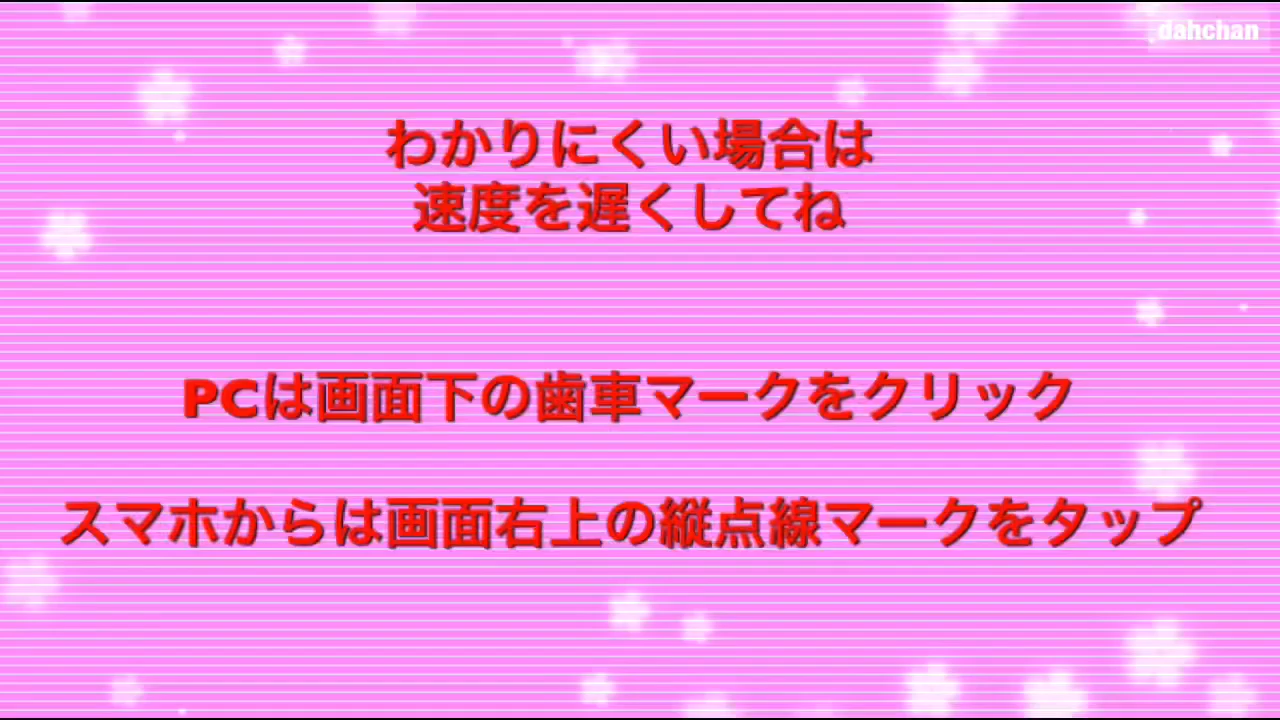 dahchan
わかりにくい場合は
速度を遅くしてね
PCは画面下の歯車マークをクリック
スマホからは画面右上の縦点線マークをタップ